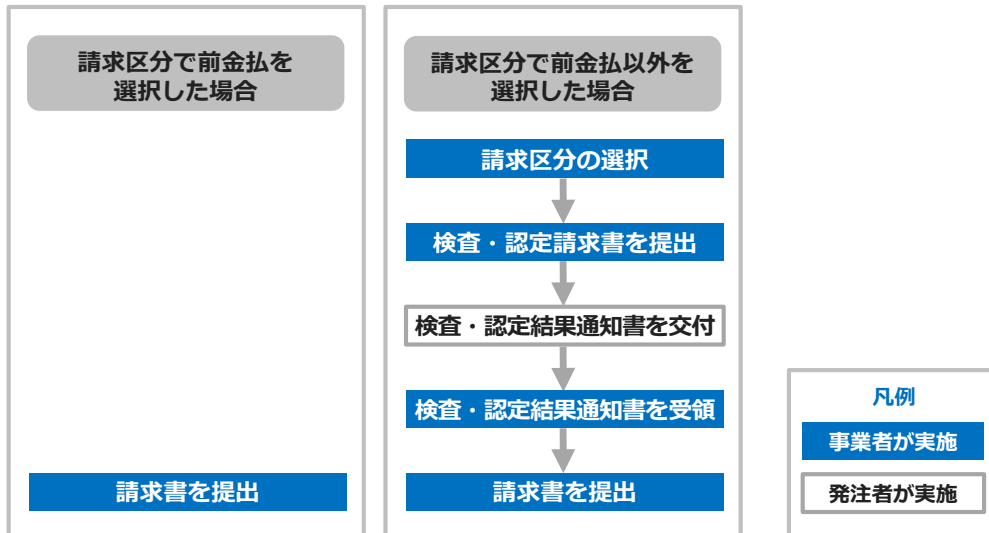 請求区分で前金払を
選択した場合
請求書を提出
請求区分で前金払以外を
選択した場合
請求区分の選択
検査・認定請求書を提出
検査・認定結果通知書を交付
検査・認定結果通知書を受領
請求書を提出
凡例
事業者が実施
発注者が実施